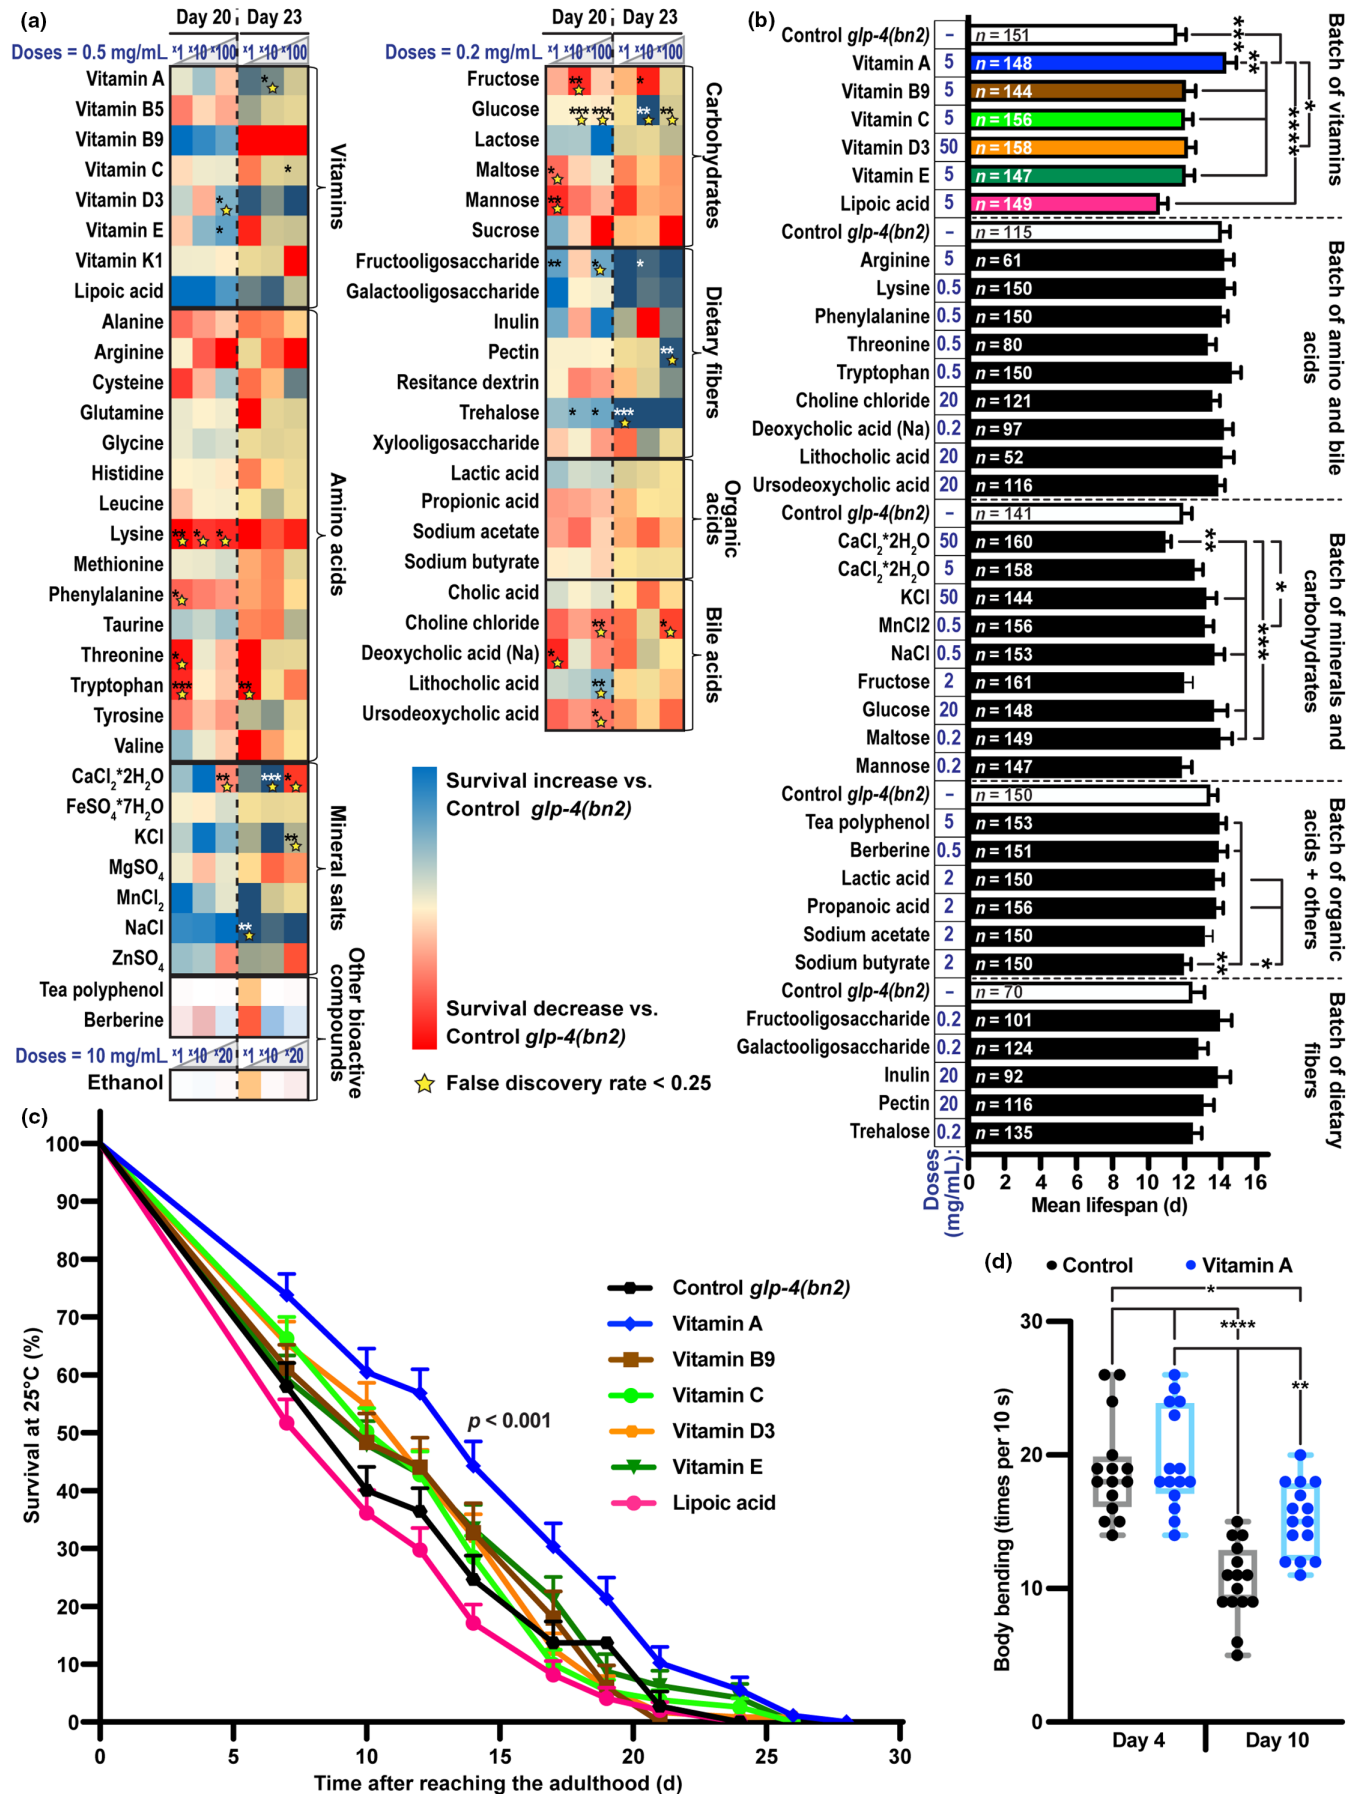 (a)
Day 20 Day 23
Doses = 0.5 mg/mL ×1 ×10 ×100 ×1 ×10 ×100
Vitamin A *
Vitamin B5
Vitamin B9
Vitamin C *
Vitamin D3 *
Vitamin E *
Vitamin K1
Lipoic acid
Vitamins
Alanine
Arginine
Cysteine
Glutamine
Glycine
Histidine
Leucine
Lysine ** * *
Methionine
Phenylalanine *
Taurine
Threonine *
Tryptophan *** **
Tyrosine
Valine
Amino acids
CaCl2*2H2O ** *** *
FeSO4*7H2O
KCl **
MgSO4
MnCl2
NaCl **
ZnSO4
Mineral salts
Tea polyphenol
Berberine
Doses = 10 mg/mL ×1 ×10 ×20 ×1 ×10 ×20
Ethanol
Other bioactive
compounds
Day 20 Day 23
Doses = 0.2 mg/mL ×1 ×10 ×100 ×1 ×10 ×100
Fructose ** *
Glucose *** *** ** **
Lactose
Maltose *
Mannose **
Sucrose
Carbohydrates
Fructooligosaccharide ** * *
Galactooligosaccharide
Inulin
Pectin **
Resitance dextrin
Trehalose * * ***
Xylooligosaccharide
Dietary fibers
Lactic acid
Propionic acid
Sodium acetate
Sodium butyrate
Organic
acids
Cholic acid
Choline chloride ** *
Deoxycholic acid (Na) *
Lithocholic acid **
Ursodeoxycholic acid *
Bile acids
Survival increase vs.
Control glp-4(bn2)
Survival decrease vs.
Control glp-4(bn2)
False discovery rate < 0.25
(b)
Control glp-4(bn2) – n = 151
Vitamin A 5 n = 148
Vitamin B9 5 n = 144
Vitamin C 5 n = 156
Vitamin D3 50 n = 158
Vitamin E 5 n = 147
Lipoic acid 5 n = 149
**** ** * ****
Batch of vitamins
Control glp-4(bn2) – n = 115
Arginine 5 n = 61
Lysine 0.5 n = 150
Phenylalanine 0.5 n = 150
Threonine 0.5 n = 80
Tryptophan 0.5 n = 150
Choline chloride 20 n = 121
Deoxycholic acid (Na) 0.2 n = 97
Lithocholic acid 20 n = 52
Ursodeoxycholic acid 20 n = 116
Batch of amino and bile
acids
Control glp-4(bn2) – n = 141
CaCl2*2H2O 50 n = 160
CaCl2*2H2O 5 n = 158
KCl 50 n = 144
MnCl2 0.5 n = 156
NaCl 0.5 n = 153
Fructose 2 n = 161
Glucose 20 n = 148
Maltose 0.2 n = 149
Mannose 0.2 n = 147
** *** *
Batch of minerals and
carbohydrates
Control glp-4(bn2) – n = 150
Tea polyphenol 5 n = 153
Berberine 0.5 n = 151
Lactic acid 2 n = 150
Propanoic acid 2 n = 156
Sodium acetate 2 n = 150
Sodium butyrate 2 n = 150
** *
Batch of organic
acids + others
Control glp-4(bn2) – n = 70
Fructooligosaccharide 0.2 n = 101
Galactooligosaccharide 0.2 n = 124
Inulin 20 n = 92
Pectin 20 n = 116
Trehalose 0.2 n = 135
Batch of dietary
fibers
Doses
(mg/mL):
0 2 4 6 8 10 12 14 16
Mean lifespan (d)
(c)
Survival at 25°C (%)
100
90
80
70
60
50
40
30
20
10
0
0 5 10 15 20 25 30
Time after reaching the adulthood (d)
p < 0.001
Control glp-4(bn2)
Vitamin A
Vitamin B9
Vitamin C
Vitamin D3
Vitamin E
Lipoic acid
(d)
Control Vitamin A
*
****
**
Body bending (times per 10 s)
30
20
10
0
Day 4 Day 10